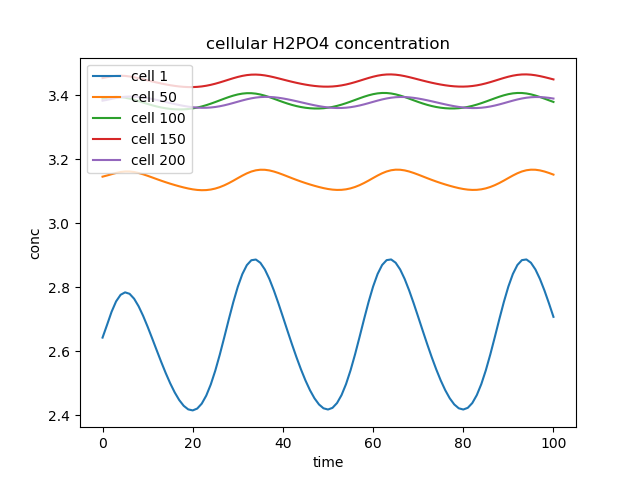 cellular H2PO4 concentration
cell 1
cell 50
cell 100
cell 150
cell 200
conc
3.4
3.2
3.0
2.8
2.6
2.4
0 20 40 60 80 100
time